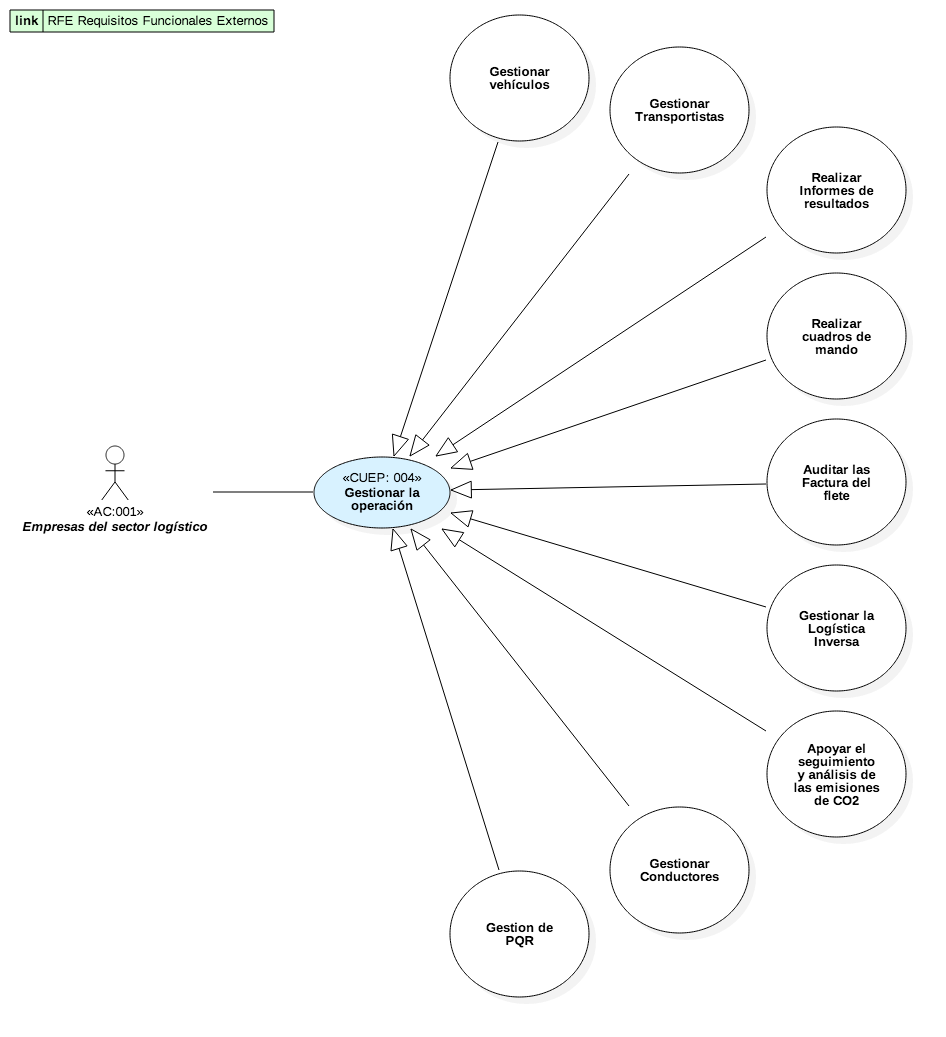 link RFE Requisitos Funcionales Externos
Gestionar
vehículos
Gestionar
Transportistas
Realizar
Informes de
resultados
Realizar
cuadros de
mando
«CUEP: 004»
Gestionar la
operación
Auditar las
Factura del
flete
«AC:001»
Empresas del sector logístico
Gestionar la
Logística
Inversa
Apoyar el
seguimiento
y análisis de
las emisiones
de CO2
Gestionar
Conductores
Gestion de
PQR